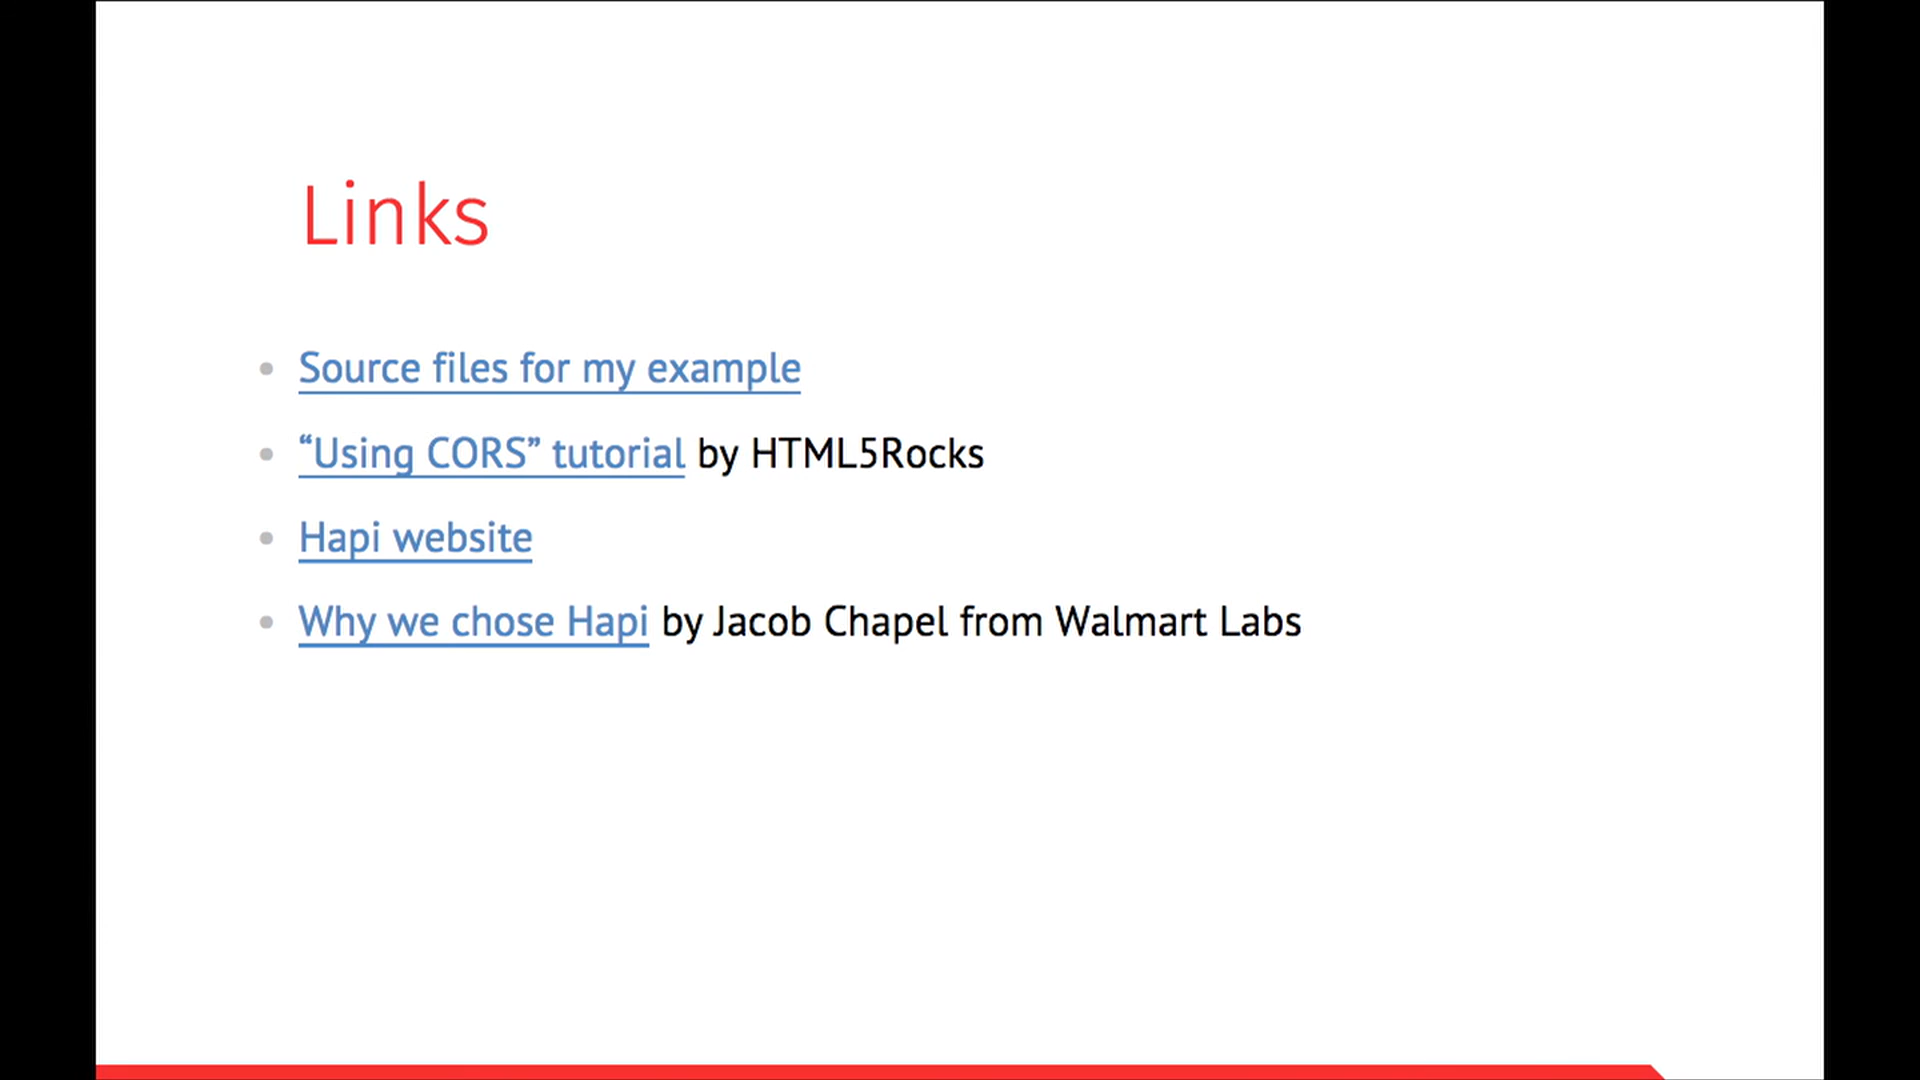 Links
Source files for my example
“Using CORS” tutorial by HTML5Rocks
Hapi website
Why we chose Hapi by Jacob Chapel from Walmart Labs